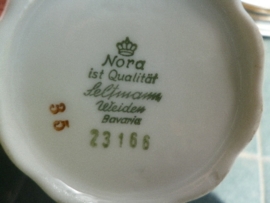 Nora
ist Qualität
Seltmann
Weiden
Bavaria
35
23166